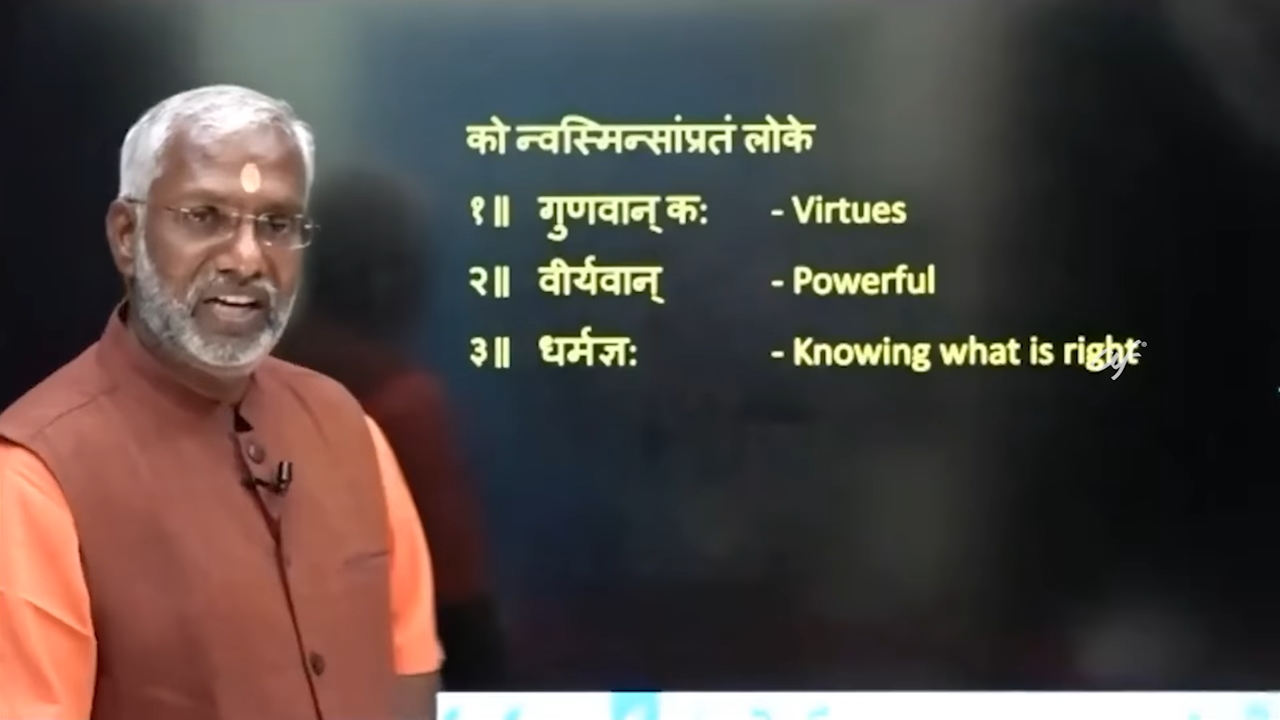 को न्वस्मिन्सांप्रतं लोके
१॥ गुणवान् कः - Virtues
२॥ वीर्यवान् - Powerful
३॥ धर्मज्ञः - Knowing what is right